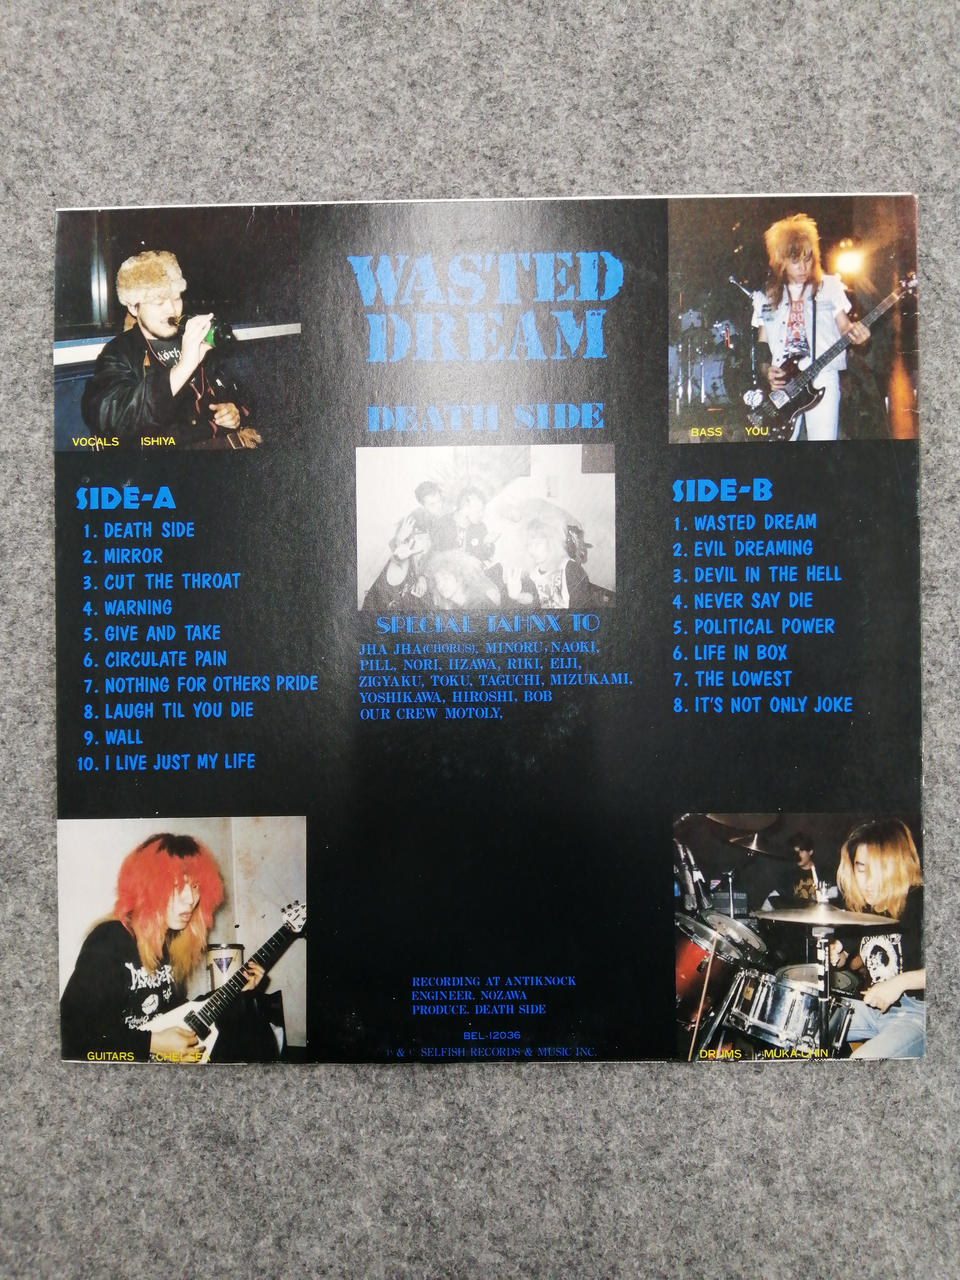 WASTED
DREAM
DEATH SIDE
VOCALS ISHIYA
BASS YOU
SIDE-A
1. DEATH SIDE
2. MIRROR
3. CUT THE THROAT
4. WARNING
5. GIVE AND TAKE
6. CIRCULATE PAIN
7. NOTHING FOR OTHERS PRIDE
8. LAUGH TIL YOU DIE
9. WALL
10. I LIVE JUST MY LIFE
SPECIAL TAHNX TO
JHA JHA(CHORUS), MINORU, NAOKI,
PILL, NORI, IIZAWA, RIKI, EIJI,
ZIGYAKU, TOKU, TAGUCHI, MIZUKAMI,
YOSHIKAWA, HIROSHI, BOB
OUR CREW MOTOLY,
SIDE-B
1. WASTED DREAM
2. EVIL DREAMING
3. DEVIL IN THE HELL
4. NEVER SAY DIE
5. POLITICAL POWER
6. LIFE IN BOX
7. THE LOWEST
8. IT'S NOT ONLY JOKE
DISORDER
GUITARS CHELSEA
RECORDING AT ANTIKNOCK
ENGINEER. NOZAWA
PRODUCE. DEATH SIDE
BEL-12036
P & C SELFISH RECORDS & MUSIC INC.
DRUMS MUKA-CHIN